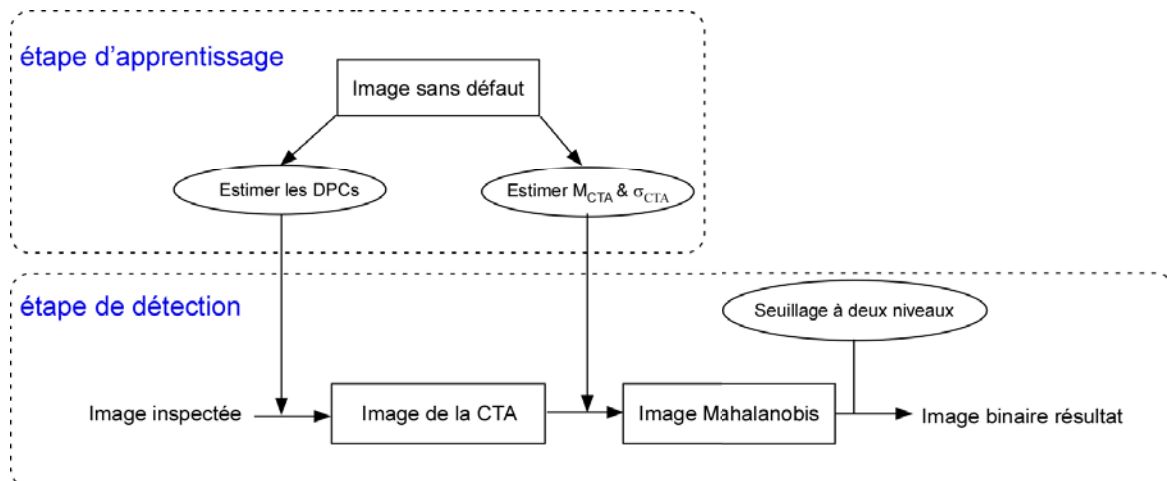 étape d'apprentissage
Image sans défaut
Estimer les DPCs
Estimer M_CTA & σ_CTA
étape de détection
Seuillage à deux niveaux
Image inspectée
Image de la CTA
Image Mahalanobis
Image binaire résultat